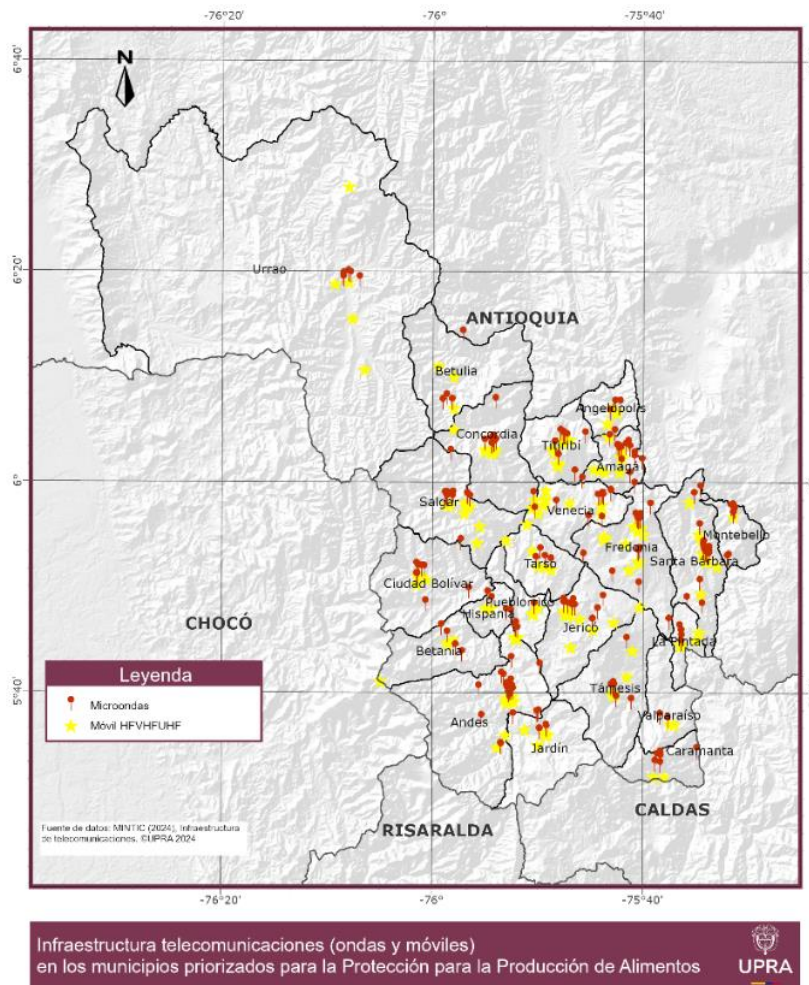 -76°20'
-76°
-75°40'
6°40'
N
Urrao
6°20'
ANTIOQUIA
Betulia
Angelópolis
Concordia
Titiribí
Amagá
6°
Salgar
Venecia
Montebello
Fredonia
Santa Bárbara
Tarso
Ciudad Bolívar
Pueblorrico
Hispania
CHOCÓ
Jericó
La Pintada
Betania
Leyenda
Microondas
Móvil HFVHFUHF
5°40'
Támesis
Andes
Valparaíso
Jardín
Caramanta
CALDAS
RISARALDA
Fuente de datos: MINTIC (2024), Infraestructura
de telecomunicaciones. ©UPRA 2024
-76°20'
-76°
-75°40'
Infraestructura telecomunicaciones (ondas y móviles)
en los municipios priorizados para la Protección para la Producción de Alimentos
UPRA